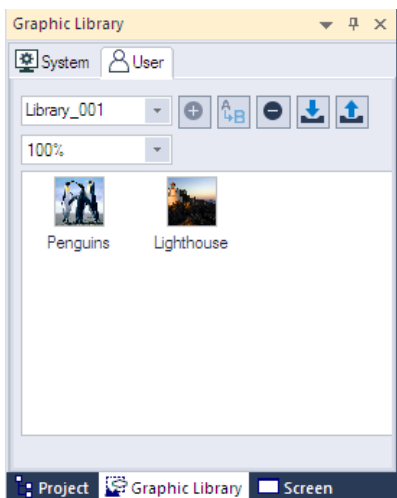 Graphic Library
System User
Library_001
A B
100%
Penguins Lighthouse
Project Graphic Library Screen